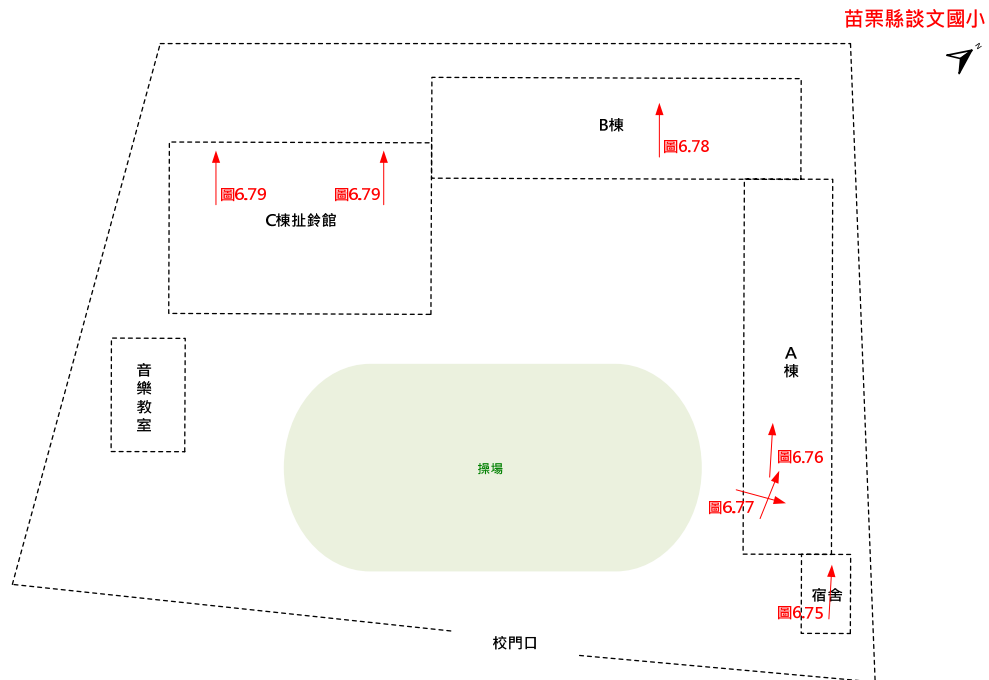 苗栗縣談文國小
N
B棟
圖6.78
圖6.79
圖6.79
C棟扯鈴館
A
棟
音
樂
教
室
圖6.76
操場
圖6.77
宿舍
圖6.75
校門口